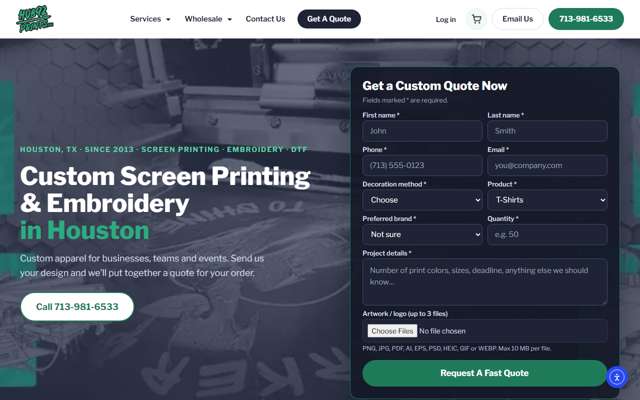 HOUSE PRINTS
Services
Wholesale
Contact Us
Get A Quote
Log in
Email Us
713-981-6533
HOUSTON, TX · SINCE 2013 · SCREEN PRINTING · EMBROIDERY · DTF
Custom Screen Printing
& Embroidery
in Houston
Custom apparel for businesses, teams and events. Send us
your design and we'll put together a quote for your order.
Call 713-981-6533
Get a Custom Quote Now
Fields marked * are required.
First name * Last name *
John Smith
Phone * Email *
(713) 555-0123 you@company.com
Decoration method * Product *
Choose T-Shirts
Preferred brand * Quantity *
Not sure e.g. 50
Project details *
Number of print colors, sizes, deadline, anything else we should
know...
Artwork / logo (up to 3 files)
Choose Files No file chosen
PNG, JPG, PDF, AI, EPS, PSD, HEIC, GIF or WEBP. Max 10 MB per file.
Request A Fast Quote